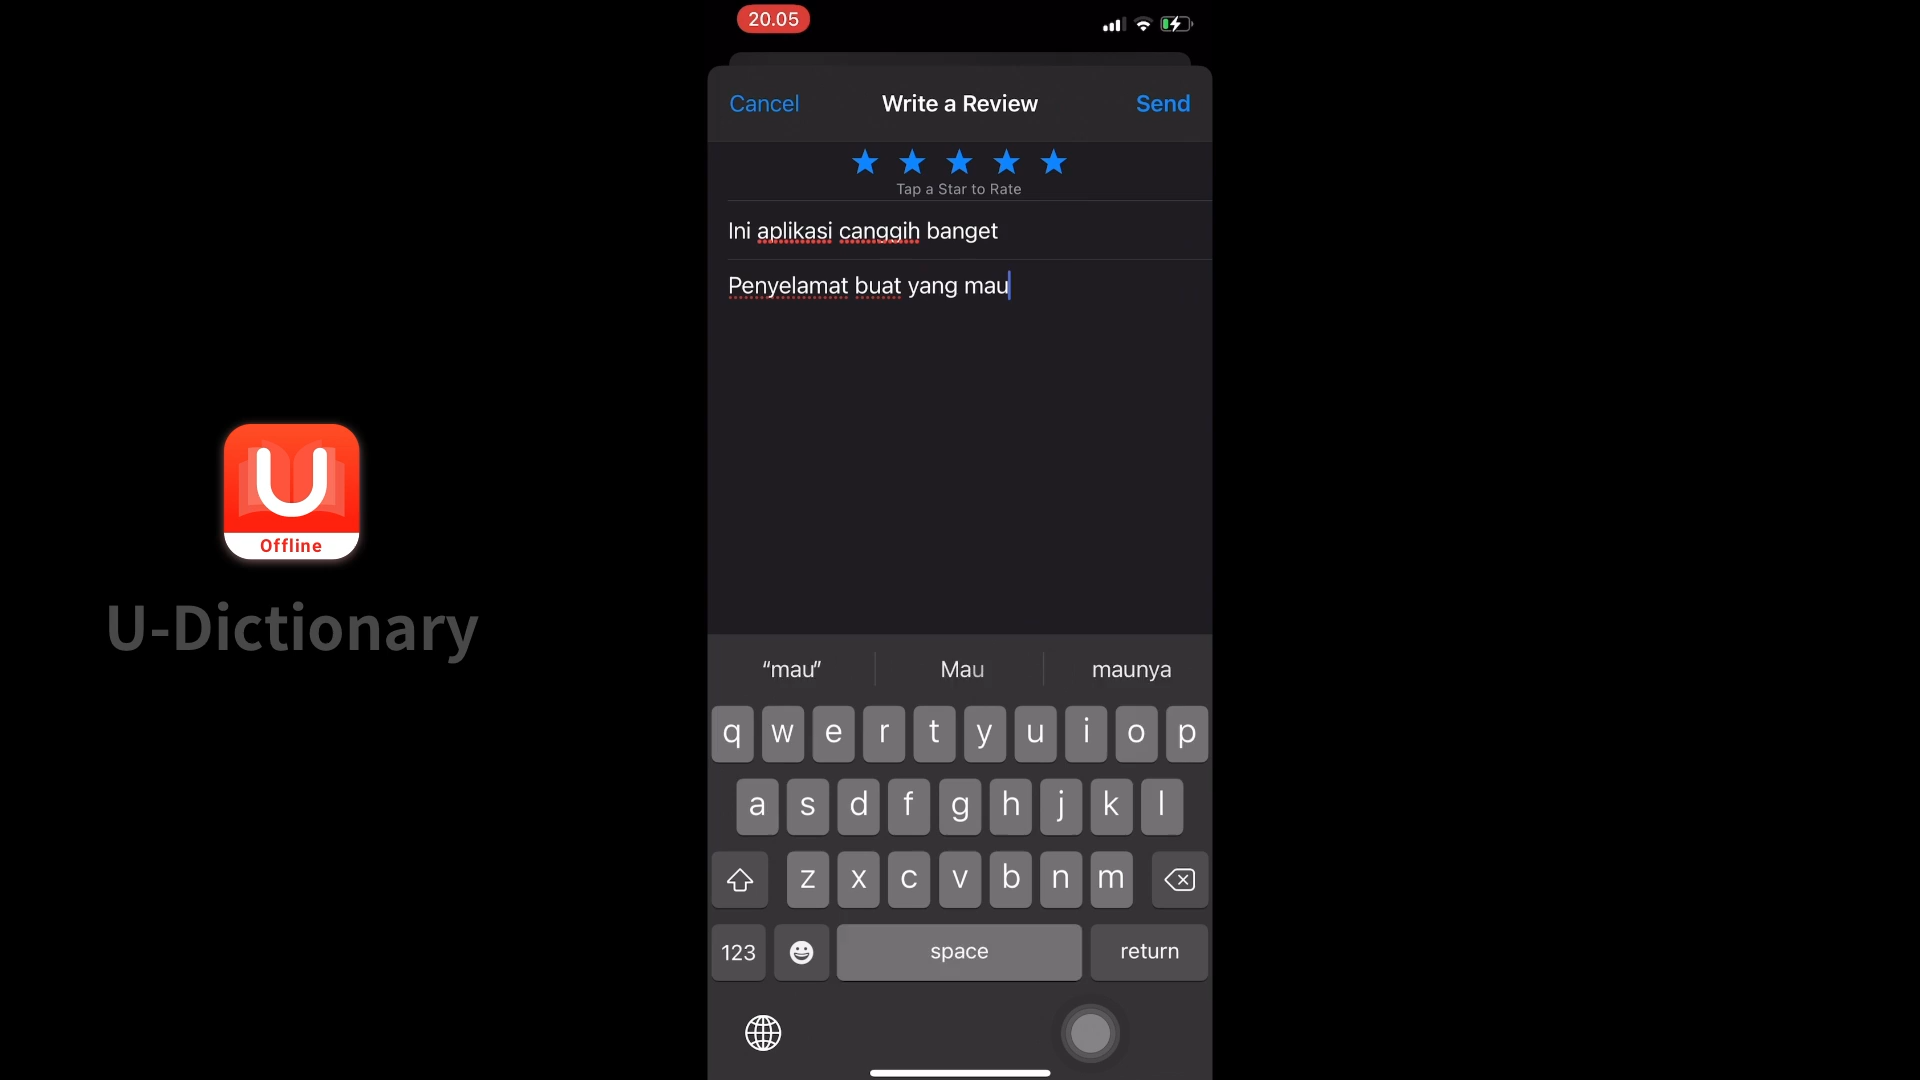 20.05
Cancel Write a Review Send
Tap a Star to Rate
Ini aplikasi canggih banget
Penyelamat buat yang mau
U
Offline
U-Dictionary
“mau” Mau maunya
q w e r t y u i o p
a s d f g h j k l
z x c v b n m
123 space return